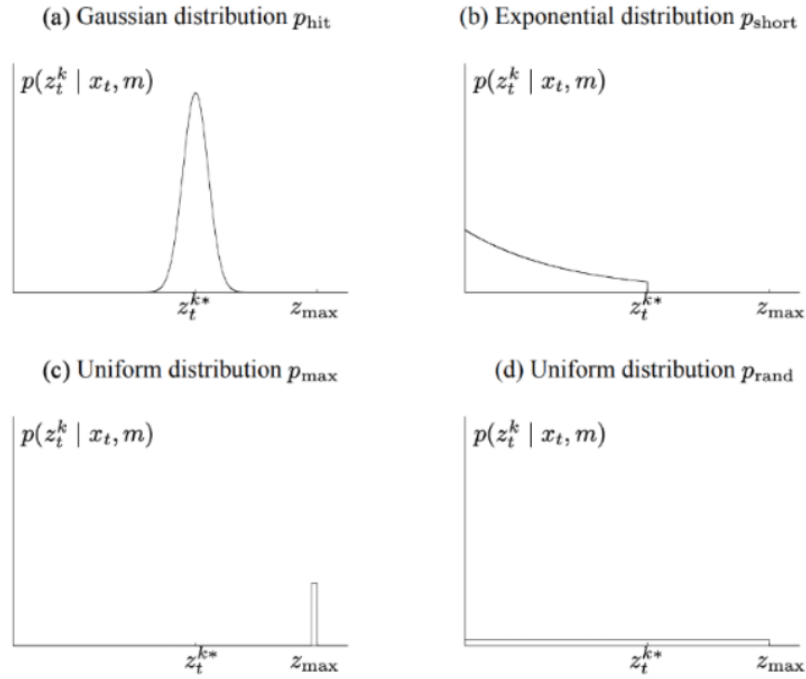 (a) Gaussian distribution p_hit
(b) Exponential distribution p_short
p(z_t^k | x_t, m)
p(z_t^k | x_t, m)
z_t^{k*} z_max
z_t^{k*} z_max
(c) Uniform distribution p_max
(d) Uniform distribution p_rand
p(z_t^k | x_t, m)
p(z_t^k | x_t, m)
z_t^{k*} z_max
z_t^{k*} z_max